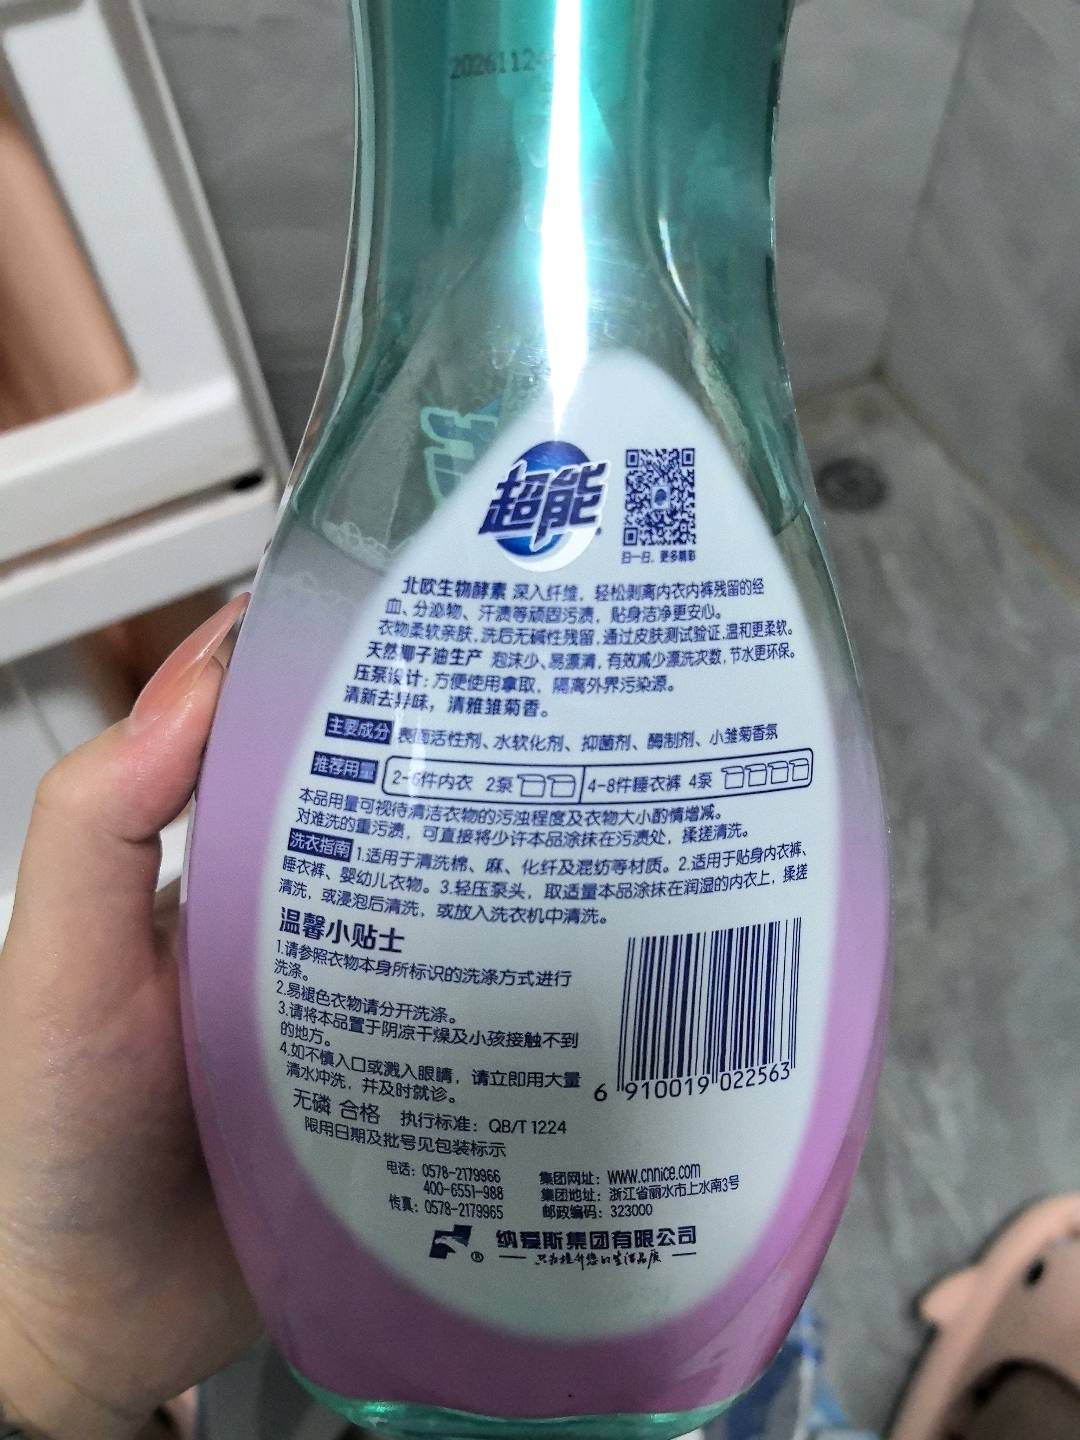 20261124
超能
扫一扫，更多精彩
北欧生物酵素 深入纤维，轻松剥离内衣内裤残留的经
血、分泌物、汗渍等顽固污渍，贴身洁净更安心。
衣物柔软亲肤，洗后无碱性残留，通过皮肤测试验证，温和更柔软。
天然椰子油生产 泡沫少、易漂清，有效减少漂洗次数，节水更环保。
压泵设计：方便使用拿取，隔离外界污染源。
清新去异味，清雅雏菊香。
主要成分 表面活性剂、水软化剂、抑菌剂、酶制剂、小雏菊香氛
推荐用量 2-6件内衣 2泵 4-8件睡衣裤 4泵
本品用量可视待清洁衣物的污浊程度及衣物大小酌情增减。
对难洗的重污渍，可直接将少许本品涂抹在污渍处，揉搓清洗。
洗衣指南 1.适用于清洗棉、麻、化纤及混纺等材质。2.适用于贴身内衣裤、
睡衣裤、婴幼儿衣物。3.轻压泵头，取适量本品涂抹在润湿的内衣上，揉搓
清洗，或浸泡后清洗，或放入洗衣机中清洗。
温馨小贴士
1.请参照衣物本身所标识的洗涤方式进行
洗涤。
2.易褪色衣物请分开洗涤。
3.请将本品置于阴凉干燥及小孩接触不到
的地方。
4.如不慎入口或溅入眼睛，请立即用大量
清水冲洗，并及时就诊。
6 910019 022563
无磷 合格 执行标准：QB/T 1224
限用日期及批号见包装标示
电话：0578-2179966
400-6551-988
传真：0578-2179965
集团网址：www.cnnice.com
集团地址：浙江省丽水市上水南3号
邮政编码：323000
® 纳爱斯集团有限公司
只为提升您的生活品质